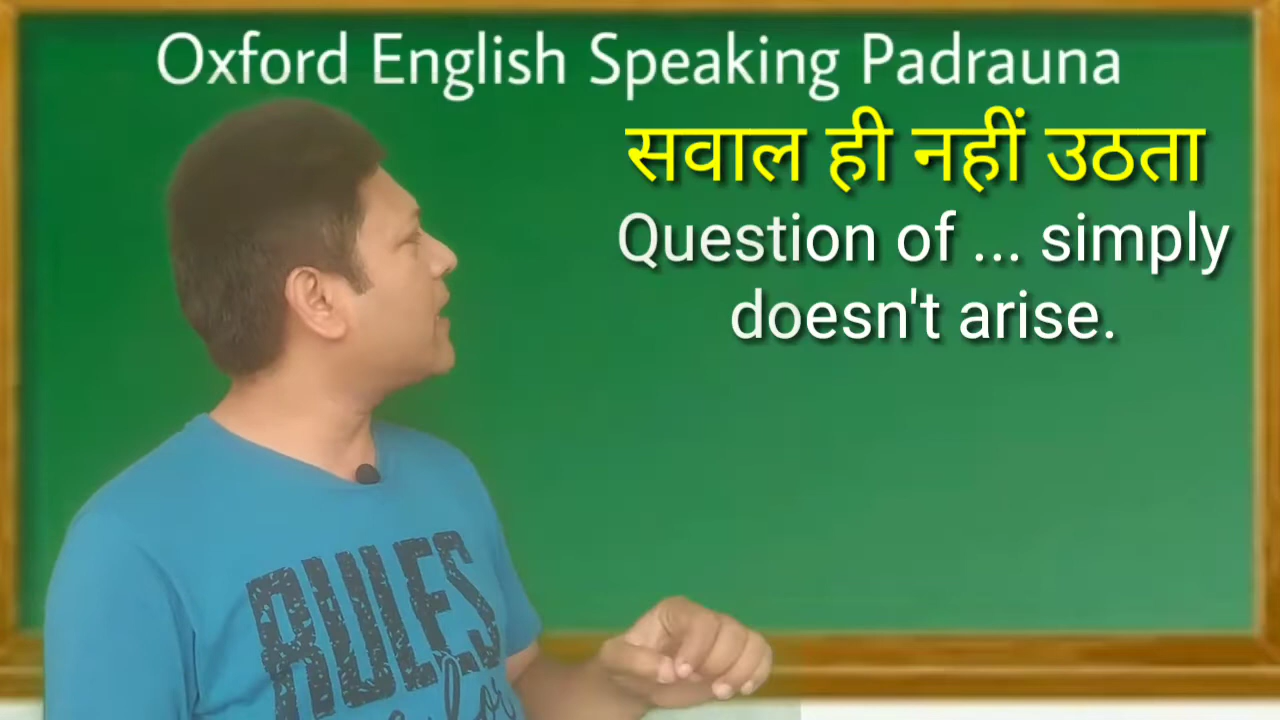 Oxford English Speaking Padrauna
सवाल ही नहीं उठता
Question of ... simply
doesn't arise.
RULES